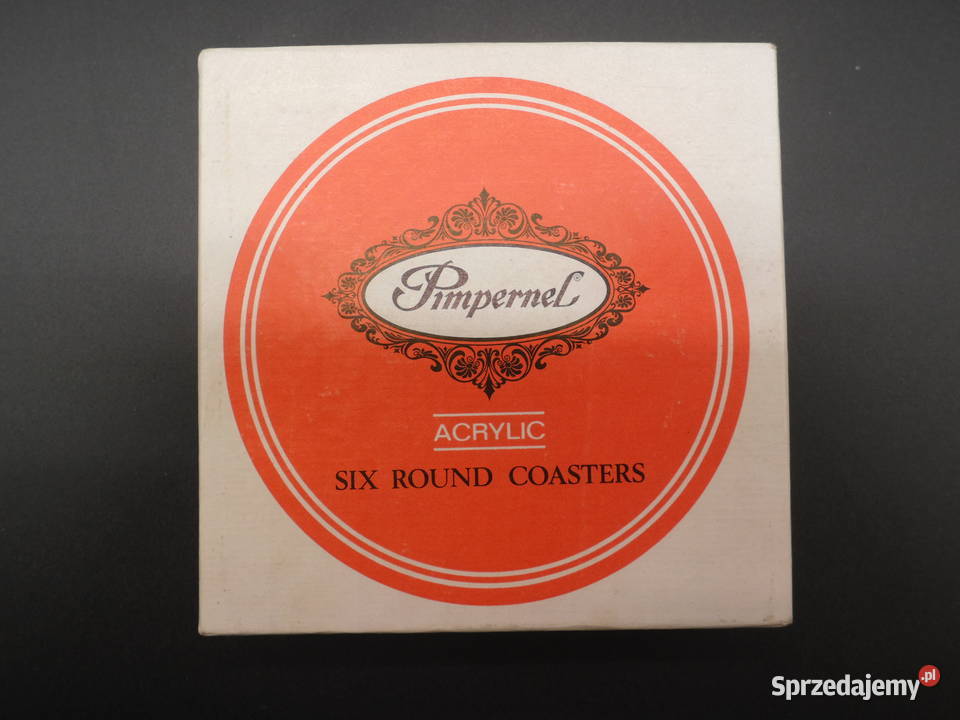 Pimpernel
ACRYLIC
SIX ROUND COASTERS
Sprzedajemy.pl